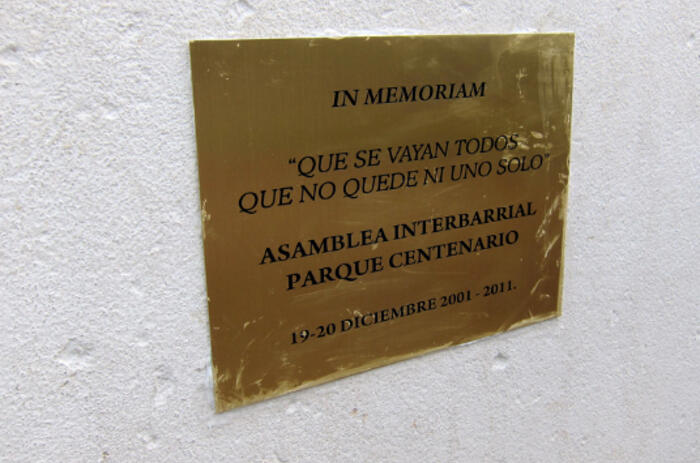 IN MEMORIAM
“QUE SE VAYAN TODOS
QUE NO QUEDE NI UNO SOLO”
ASAMBLEA INTERBARRIAL
PARQUE CENTENARIO
19-20 DICIEMBRE 2001 - 2011.